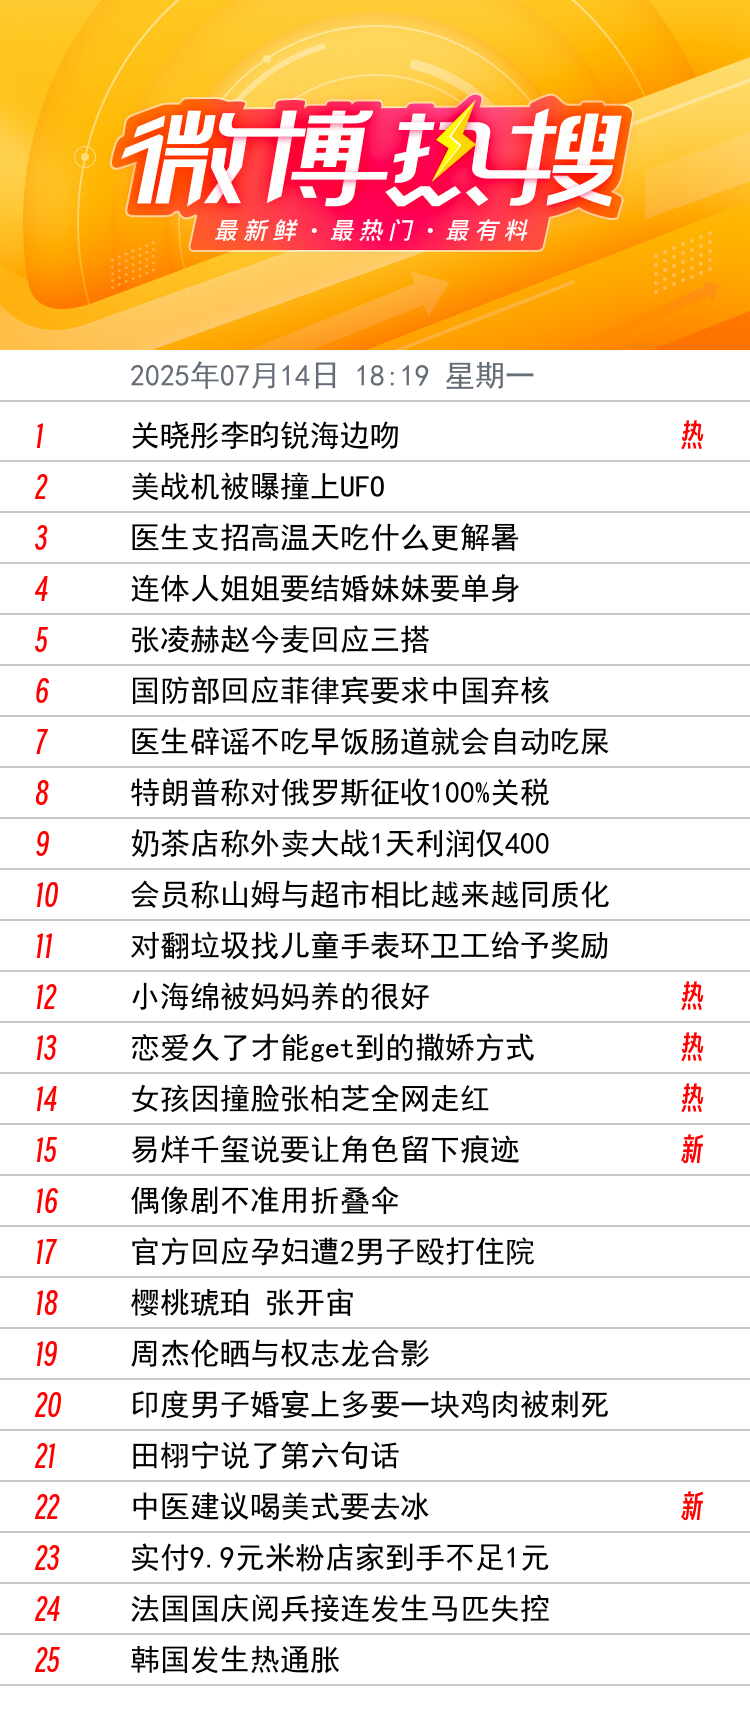 微博热搜
最新鲜·最热门·最有料
2025年07月14日 18:19 星期一
1 关晓彤李昀锐海边吻 热
2 美战机被曝撞上UFO
3 医生支招高温天吃什么更解暑
4 连体人姐姐要结婚妹妹要单身
5 张凌赫赵今麦回应三搭
6 国防部回应菲律宾要求中国弃核
7 医生辟谣不吃早饭肠道就会自动吃屎
8 特朗普称对俄罗斯征收100%关税
9 奶茶店称外卖大战1天利润仅400
10 会员称山姆与超市相比越来越同质化
11 对翻垃圾找儿童手表环卫工给予奖励
12 小海绵被妈妈养的很好 热
13 恋爱久了才能get到的撒娇方式 热
14 女孩因撞脸张柏芝全网走红 热
15 易烊千玺说要让角色留下痕迹 新
16 偶像剧不准用折叠伞
17 官方回应孕妇遭2男子殴打住院
18 樱桃琥珀 张开宙
19 周杰伦晒与权志龙合影
20 印度男子婚宴上多要一块鸡肉被刺死
21 田栩宁说了第六句话
22 中医建议喝美式要去冰 新
23 实付9.9元米粉店家到手不足1元
24 法国国庆阅兵接连发生马匹失控
25 韩国发生热通胀